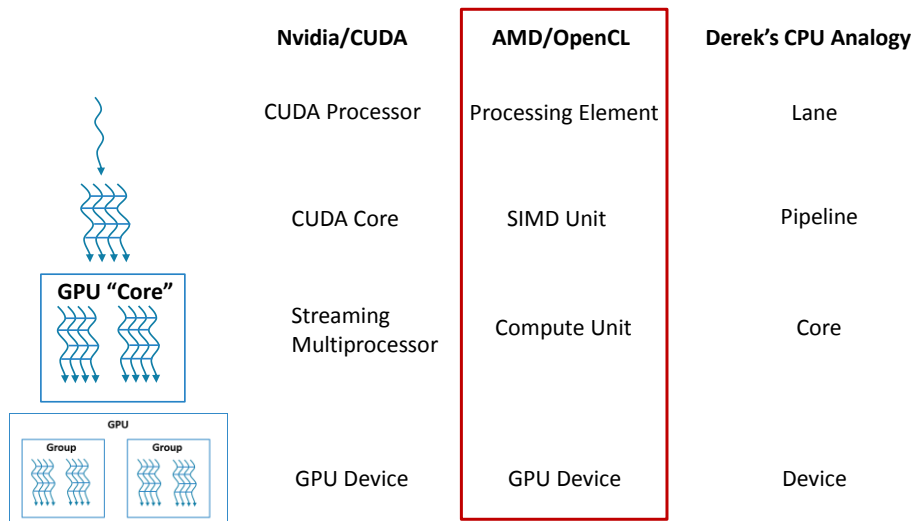 Nvidia/CUDA AMD/OpenCL Derek's CPU Analogy
CUDA Processor Processing Element Lane
CUDA Core SIMD Unit Pipeline
GPU “Core”
Streaming
Multiprocessor Compute Unit Core
GPU
Group Group
GPU Device GPU Device Device